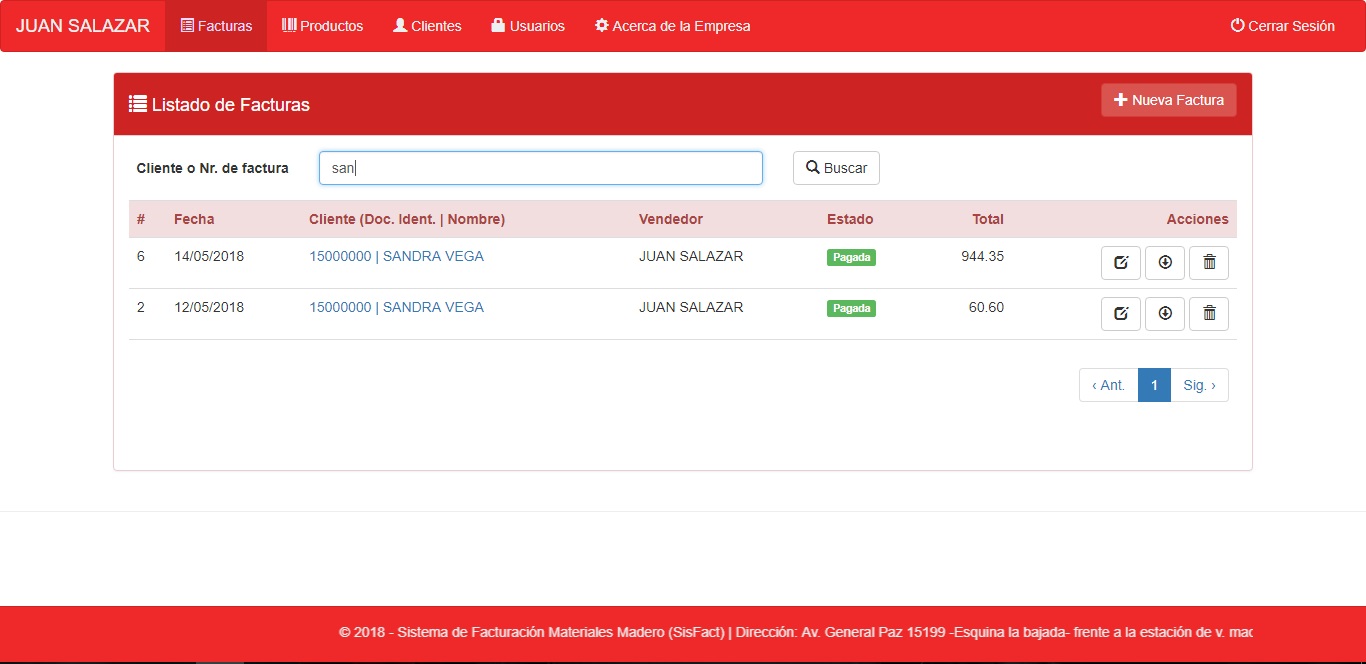 JUAN SALAZAR Facturas Productos Clientes Usuarios Acerca de la Empresa Cerrar Sesión
Listado de Facturas Nueva Factura
Cliente o Nr. de factura san Buscar
# Fecha Cliente (Doc. Ident. | Nombre) Vendedor Estado Total Acciones
6 14/05/2018 15000000 | SANDRA VEGA JUAN SALAZAR Pagada 944.35
2 12/05/2018 15000000 | SANDRA VEGA JUAN SALAZAR Pagada 60.60
‹ Ant. 1 Sig. ›
© 2018 - Sistema de Facturación Materiales Madero (SisFact) | Dirección: Av. General Paz 15199 -Esquina la bajada- frente a la estación de v. mad